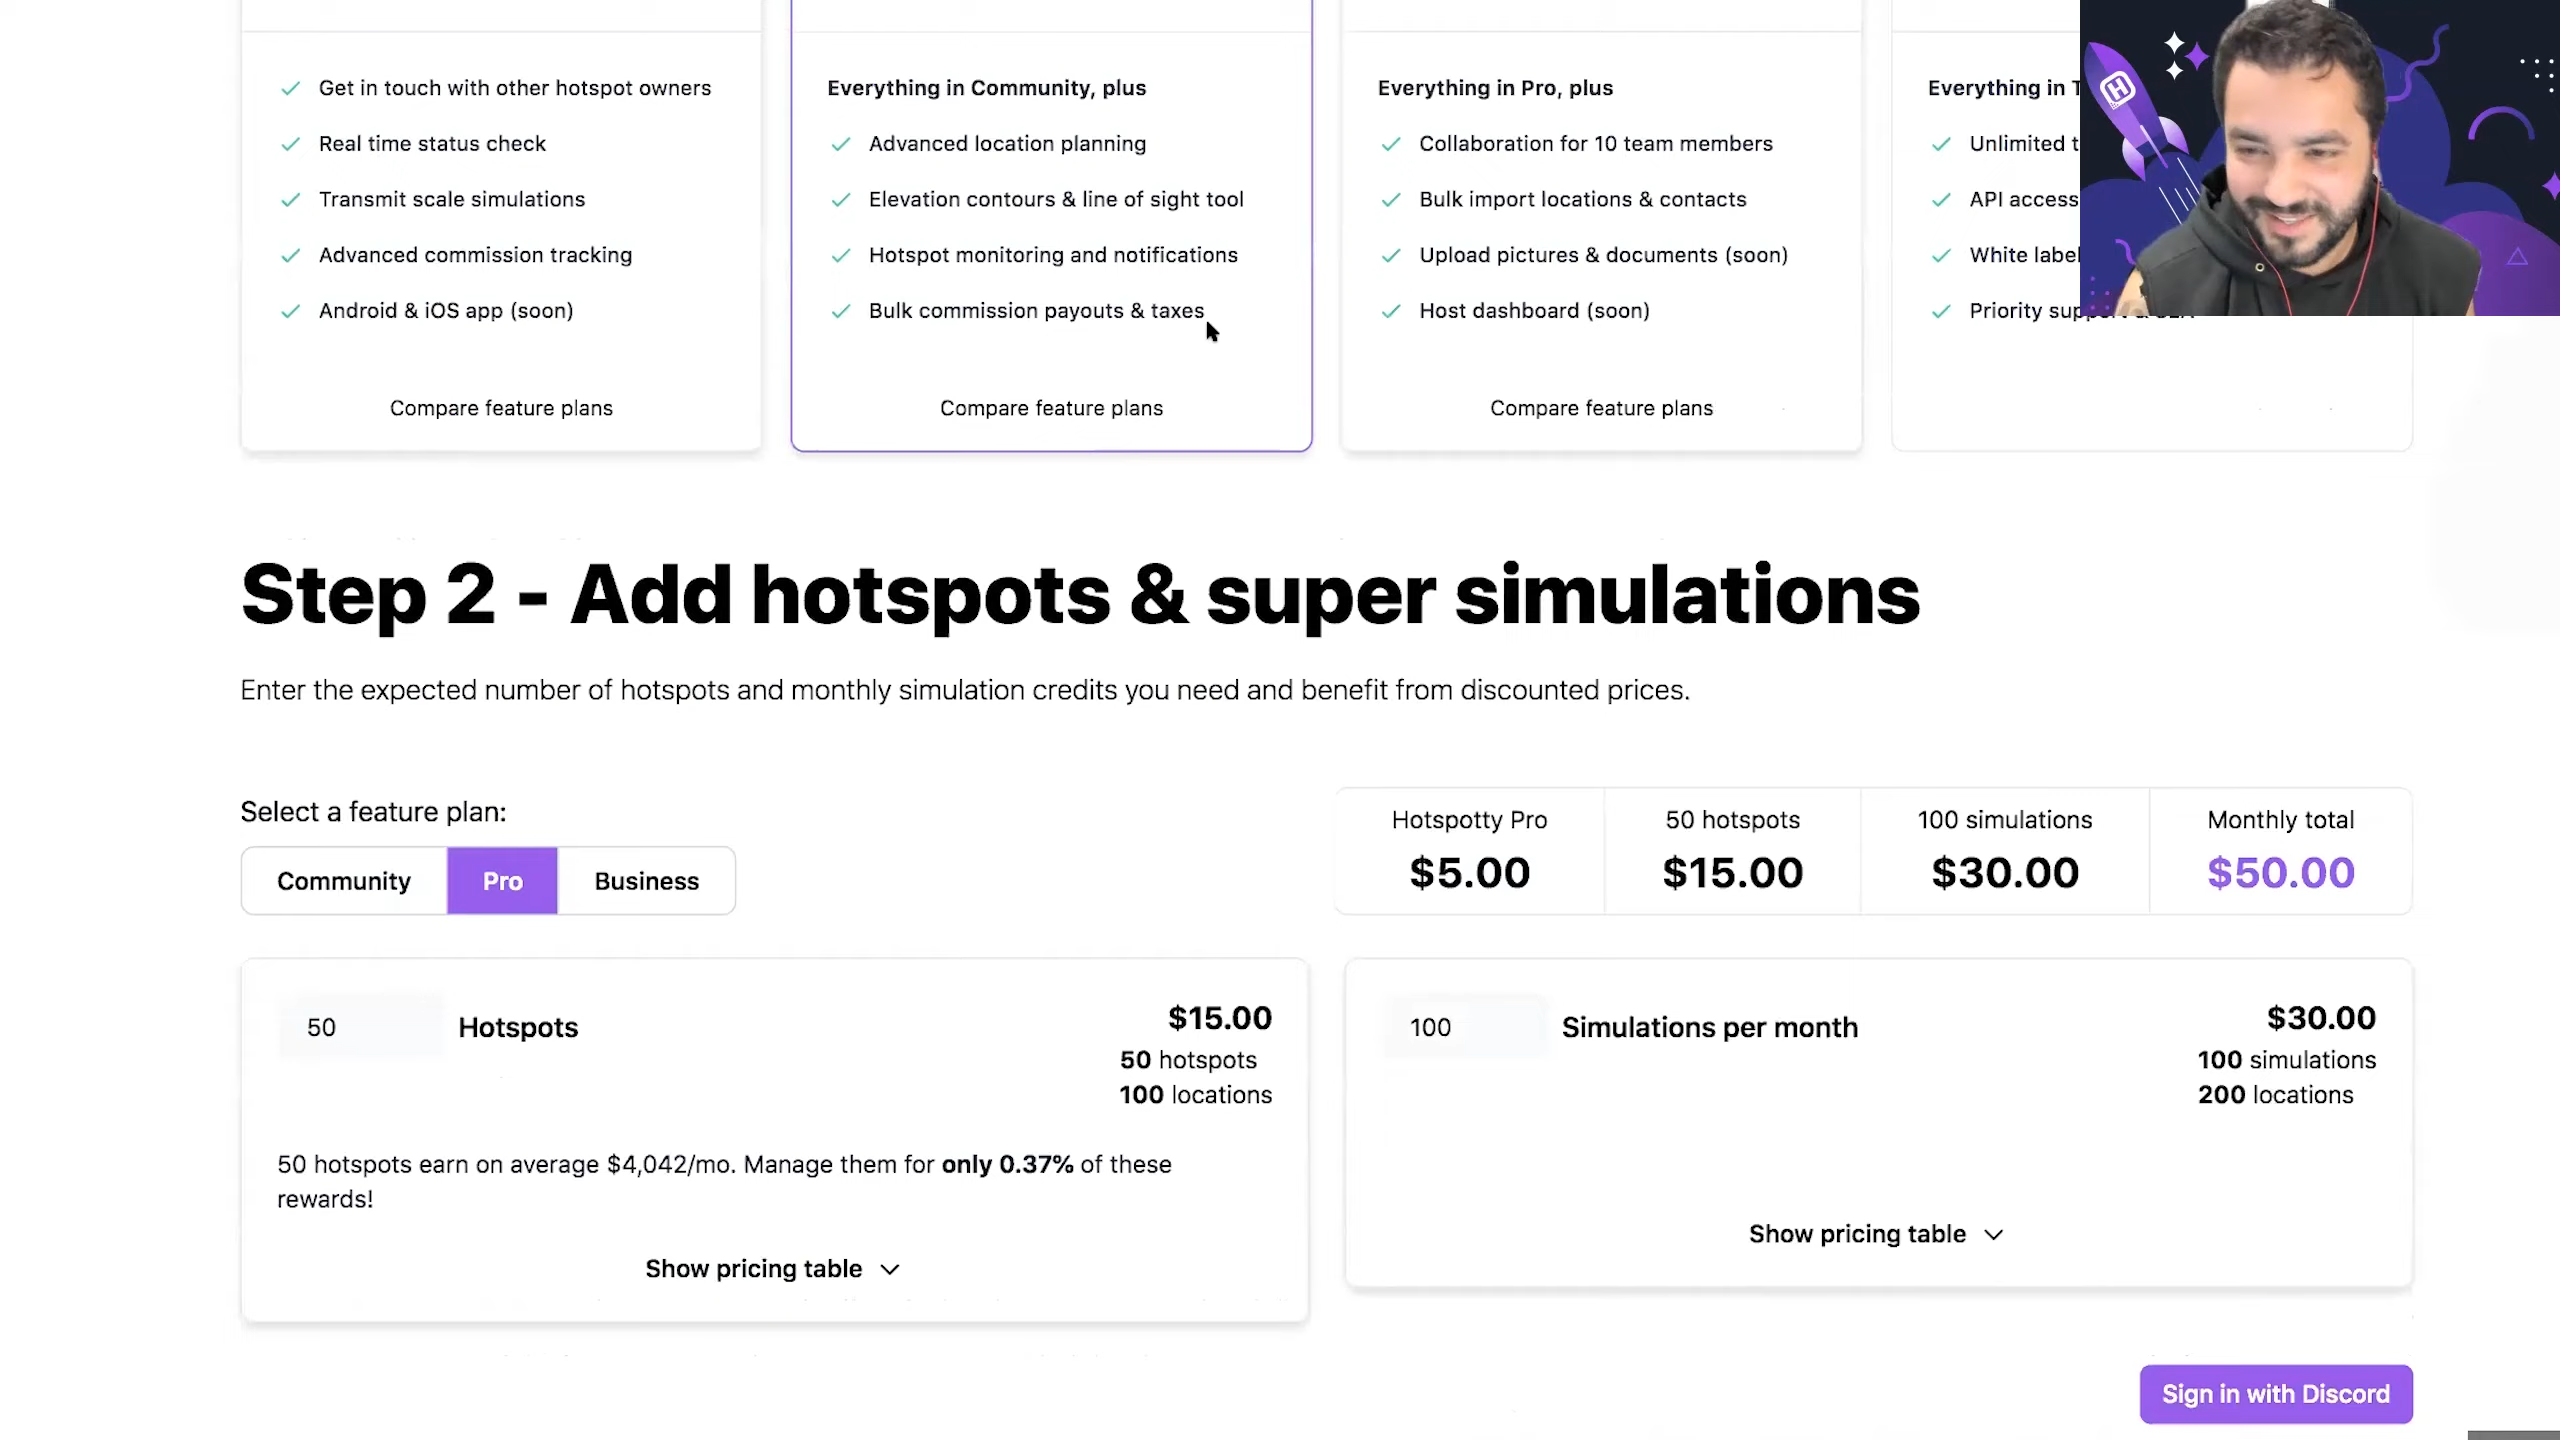 Get in touch with other hotspot owners
Real time status check
Transmit scale simulations
Advanced commission tracking
Android & iOS app (soon)
Compare feature plans
Everything in Community, plus
Advanced location planning
Elevation contours & line of sight tool
Hotspot monitoring and notifications
Bulk commission payouts & taxes
Compare feature plans
Everything in Pro, plus
Collaboration for 10 team members
Bulk import locations & contacts
Upload pictures & documents (soon)
Host dashboard (soon)
Compare feature plans
Everything in
Unlimited
API access
White label
Priority
Step 2 - Add hotspots & super simulations
Enter the expected number of hotspots and monthly simulation credits you need and benefit from discounted prices.
Select a feature plan:
Community Pro Business
Hotspotty Pro 50 hotspots 100 simulations Monthly total
$5.00 $15.00 $30.00 $50.00
50 Hotspots
$15.00
50 hotspots
100 locations
50 hotspots earn on average $4,042/mo. Manage them for only 0.37% of these
rewards!
Show pricing table
100 Simulations per month
$30.00
100 simulations
200 locations
Show pricing table
Sign in with Discord